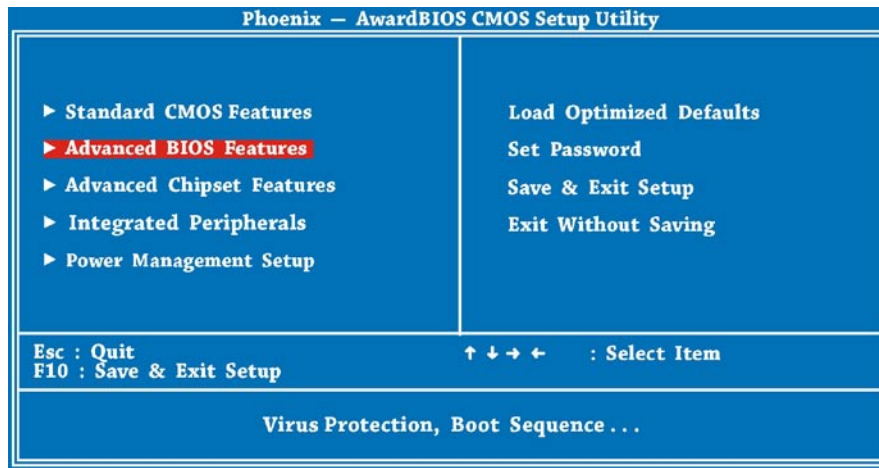 Phoenix — AwardBIOS CMOS Setup Utility
▶ Standard CMOS Features
▶ Advanced BIOS Features
▶ Advanced Chipset Features
▶ Integrated Peripherals
▶ Power Management Setup
Load Optimized Defaults
Set Password
Save & Exit Setup
Exit Without Saving
Esc : Quit
F10 : Save & Exit Setup
↑ ↓ → ← : Select Item
Virus Protection, Boot Sequence . . .